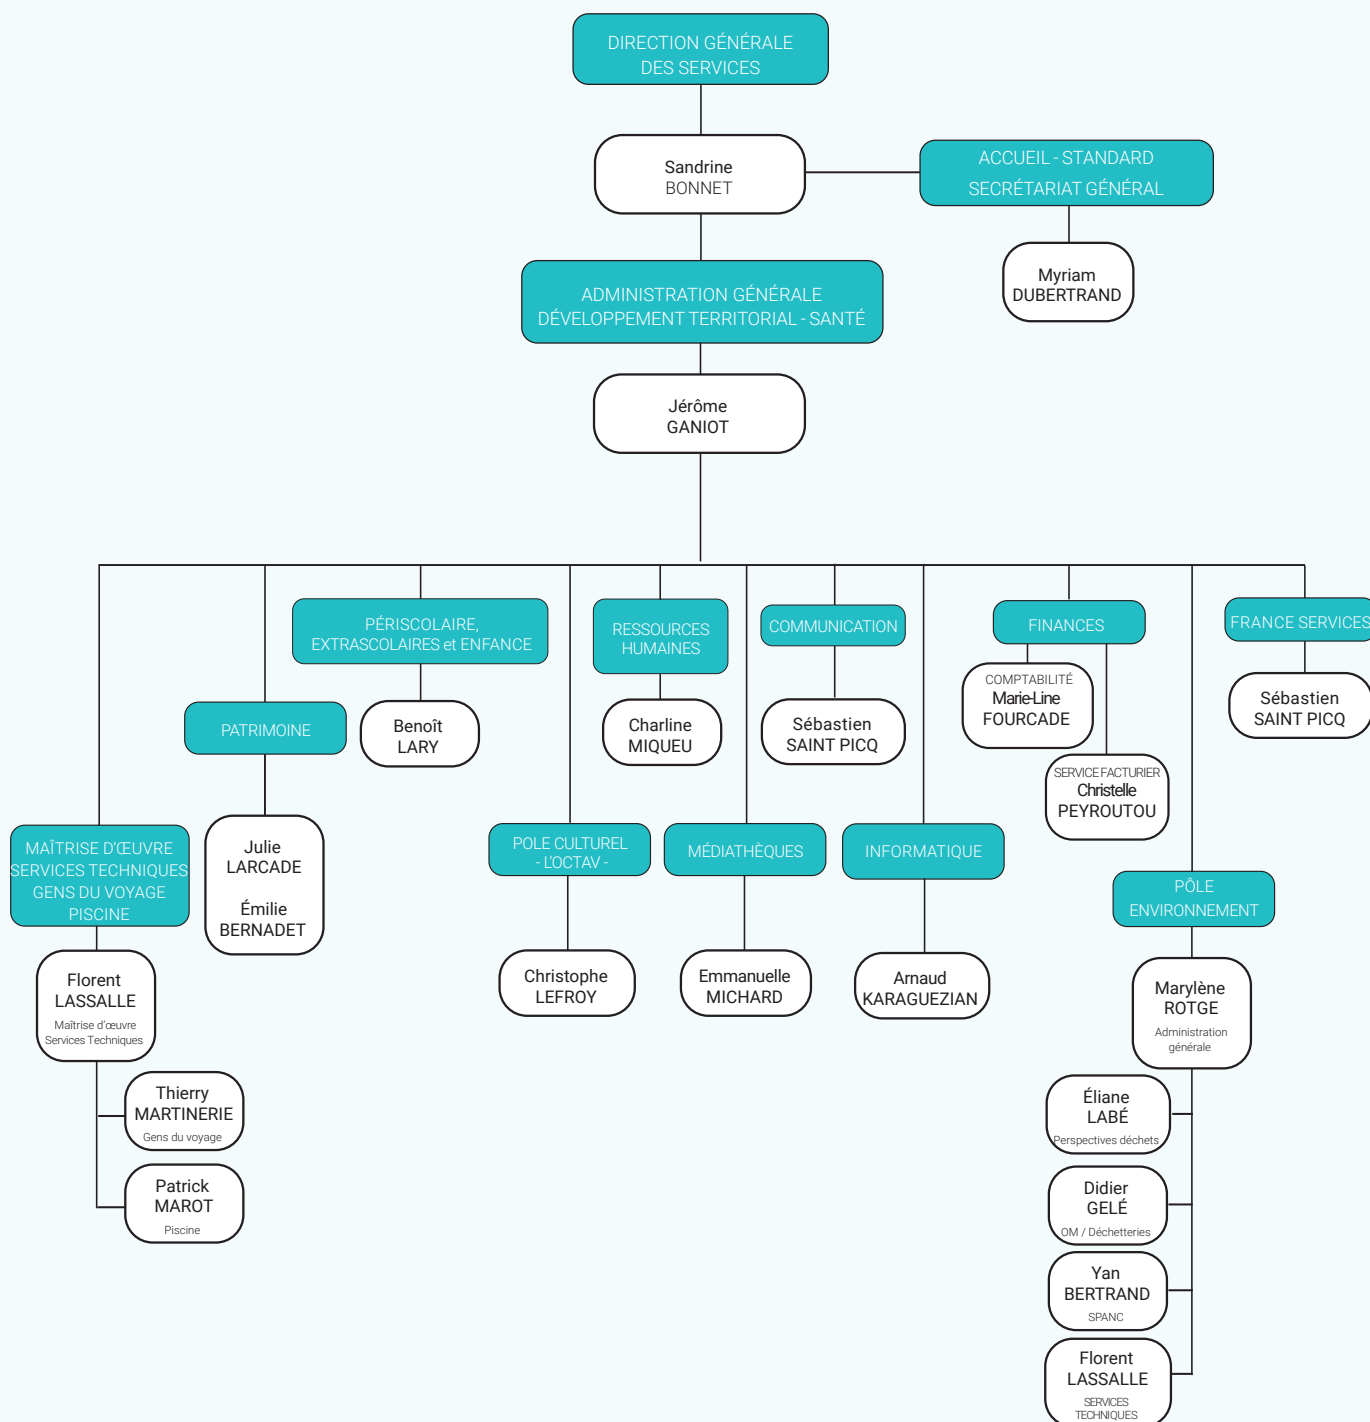 DIRECTION GÉNÉRALE
DES SERVICES
Sandrine
BONNET
ACCUEIL - STANDARD
SECRÉTARIAT GÉNÉRAL
Myriam
DUBERTRAND
ADMINISTRATION GÉNÉRALE
DÉVELOPPEMENT TERRITORIAL - SANTÉ
Jérôme
GANIOT
MAÎTRISE D'ŒUVRE
SERVICES TECHNIQUES
GENS DU VOYAGE
PISCINE
Florent
LASSALLE
Maîtrise d'œuvre
Services Techniques
Thierry
MARTINERIE
Gens du voyage
Patrick
MAROT
Piscine
PATRIMOINE
Julie
LARCADE
Émilie
BERNADET
PÉRISCOLAIRE,
EXTRASCOLAIRES et ENFANCE
Benoît
LARY
POLE CULTUREL
- L'OCTAV -
Christophe
LEFROY
RESSOURCES
HUMAINES
Charline
MIQUEU
MÉDIATHÈQUES
Emmanuelle
MICHARD
COMMUNICATION
Sébastien
SAINT PICQ
INFORMATIQUE
Arnaud
KARAGUEZIAN
FINANCES
COMPTABILITÉ
Marie-Line
FOURCADE
SERVICE FACTURIER
Christelle
PEYROUTOU
PÔLE
ENVIRONNEMENT
Marylène
ROTGE
Administration
générale
Éliane
LABÉ
Perspectives déchets
Didier
GELÉ
OM / Déchetteries
Yan
BERTRAND
SPANC
Florent
LASSALLE
SERVICES
TECHNIQUES
FRANCE SERVICES
Sébastien
SAINT PICQ